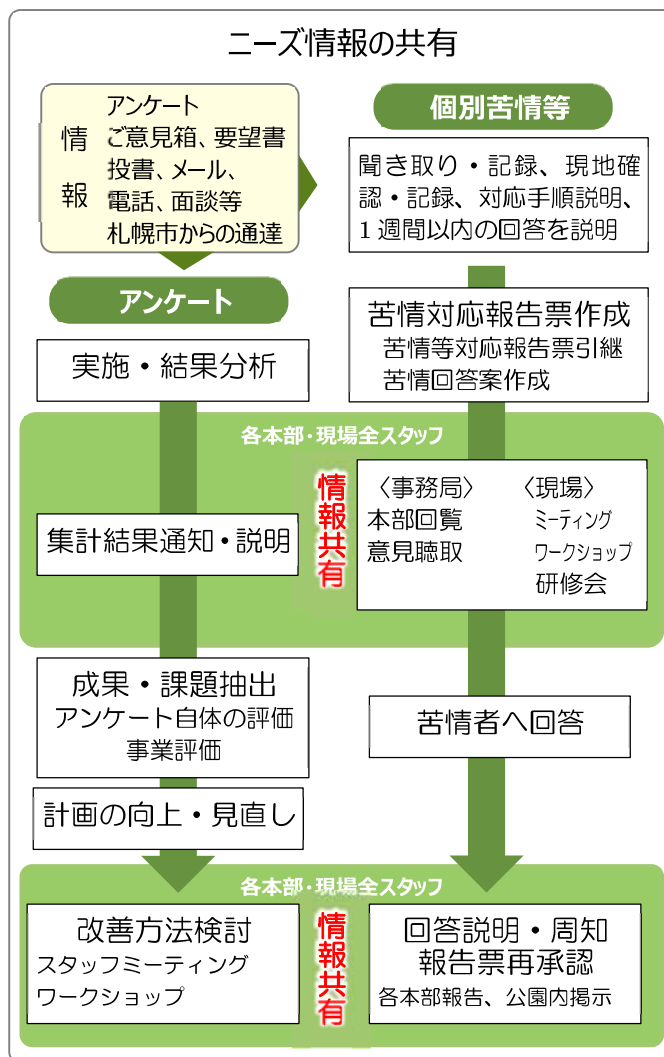 ニーズ情報の共有
情報
アンケート
ご意見箱、要望書
投書、メール、
電話、面談等
札幌市からの通達
個別苦情等
聞き取り・記録、現地確
認・記録、対応手順説明、
1週間以内の回答を説明
アンケート
実施・結果分析
苦情対応報告票作成
苦情等対応報告票引継
苦情回答案作成
各本部・現場全スタッフ
集計結果通知・説明
情報共有
〈事務局〉 〈現場〉
本部回覧 ミーティング
意見聴取 ワークショップ
研修会
成果・課題抽出
アンケート自体の評価
事業評価
計画の向上・見直し
苦情者へ回答
各本部・現場全スタッフ
改善方法検討
スタッフミーティング
ワークショップ
情報共有
回答説明・周知
報告票再承認
各本部報告、公園内掲示